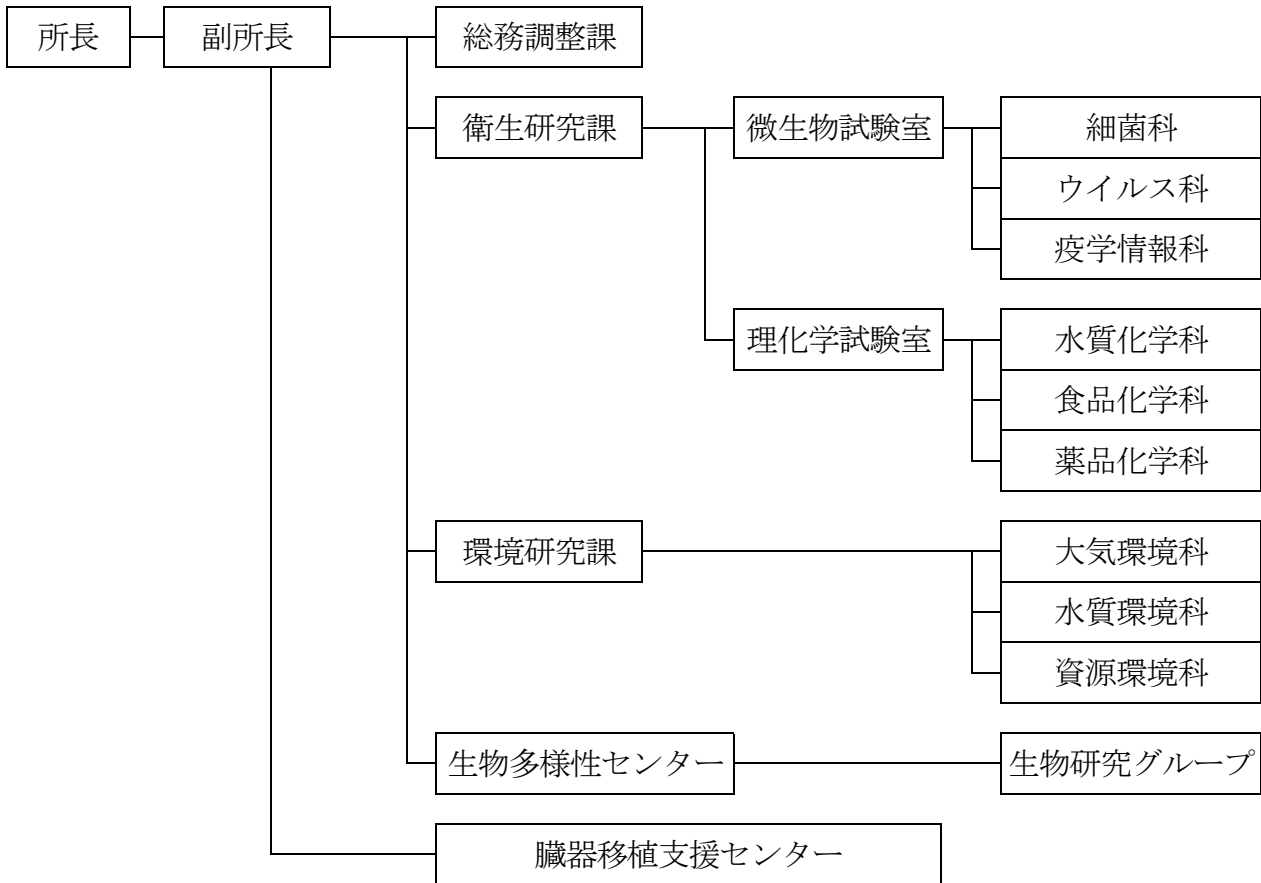 所長
副所長
総務調整課
衛生研究課
微生物試験室
細菌科
ウイルス科
疫学情報科
理化学試験室
水質化学科
食品化学科
薬品化学科
環境研究課
大気環境科
水質環境科
資源環境科
生物多様性センター
生物研究グループ
臓器移植支援センター